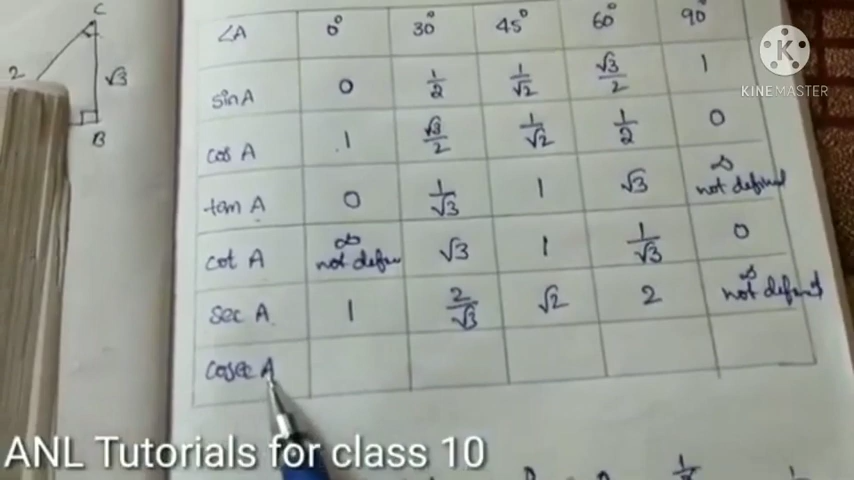 C
2
√3
B
∠A 0° 30° 45° 60° 90°
sin A 0 1/2 1/√2 √3/2 1
cos A 1 √3/2 1/√2 1/2 0
tan A 0 1/√3 1 √3 ∞ not defined
cot A ∞ not define √3 1 1/√3 0
sec A 1 2/√3 √2 2 ∞ not defined
cosec A
KINEMASTER
ANL Tutorials for class 10